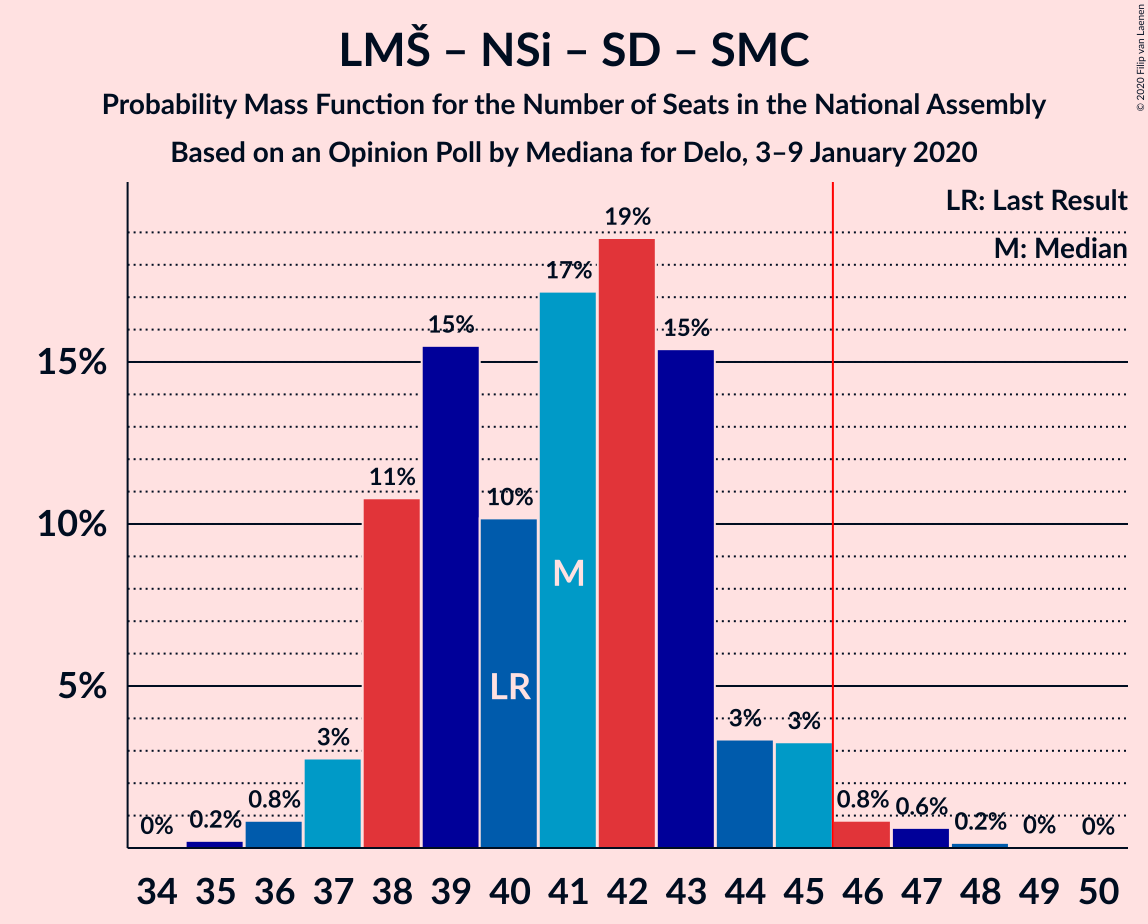 LMŠ – NSi – SD – SMC
Probability Mass Function for the Number of Seats in the National Assembly
Based on an Opinion Poll by Mediana for Delo, 3–9 January 2020
© 2020 Filip van Laenen
LR: Last Result
M: Median
15%
10%
5%
0%
0.2%
0.8%
3%
11%
15%
10%
17%
19%
15%
3%
3%
0.8%
0.6%
0.2%
0%
0%
M
LR
34 35 36 37 38 39 40 41 42 43 44 45 46 47 48 49 50